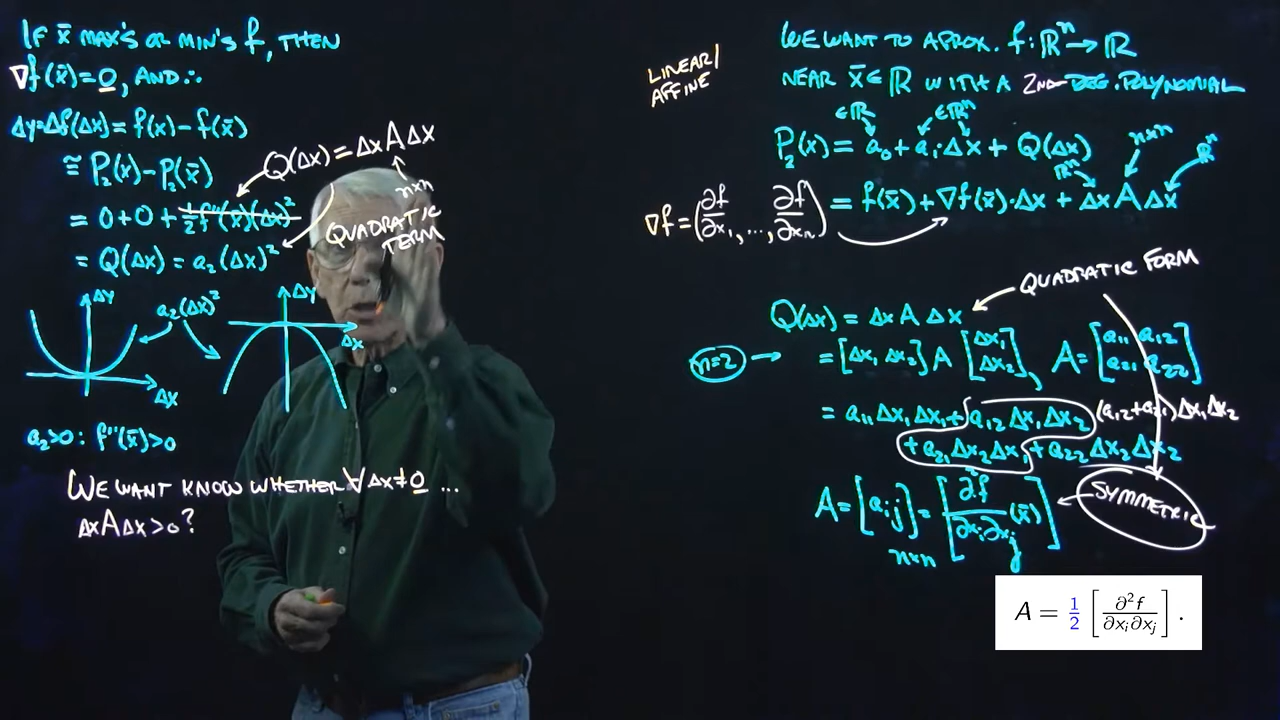 IF x̄ MAX'S OR MIN'S f, THEN
∇f(x̄)=0, AND ∴
Δy=Δf(Δx)= f(x)-f(x̄)
≅ P₂(x)-P₂(x̄)
= 0+0+½f''(x̄)(Δx)²
= Q(Δx) = a₂(Δx)²
Q(Δx)=ΔxAΔx
n×n
QUADRATIC
TERM
Δy
a₂(Δx)²
Δy
Δx
Δx
a₂>0: f''(x̄)>0
WE WANT KNOW WHETHER ∀Δx≠0 ...
ΔxAΔx>0?
LINEAR/
AFFINE
WE WANT TO APROX. f: ℝⁿ→ℝ
NEAR x̄∈ℝ WITH A 2ND-DEG. POLYNOMIAL
∈ℝ ∈ℝⁿ
n×n
P₂(x)= a₀+a₁·Δx + Q(Δx)
ℝⁿ ℝⁿ
∇f=(∂f/∂x₁,...,∂f/∂xₙ) = f(x̄)+∇f(x̄)·Δx + ΔxAΔx
QUADRATIC FORM
Q(Δx) = Δx A Δx
n=2 → =[Δx₁ Δx₂] A [Δx₁ Δx₂], A=[a₁₁ a₁₂ a₂₁ a₂₂]
= a₁₁Δx₁Δx₁+a₁₂Δx₁Δx₂ (a₁₂+a₂₁)Δx₁Δx₂
+ a₂₁Δx₂Δx₁+a₂₂Δx₂Δx₂
A=[aᵢⱼ]=[∂²f/∂xᵢ∂xⱼ(x̄)] SYMMETRIC
n×n
A = 1/2 [∂²f/∂xᵢ∂xⱼ].